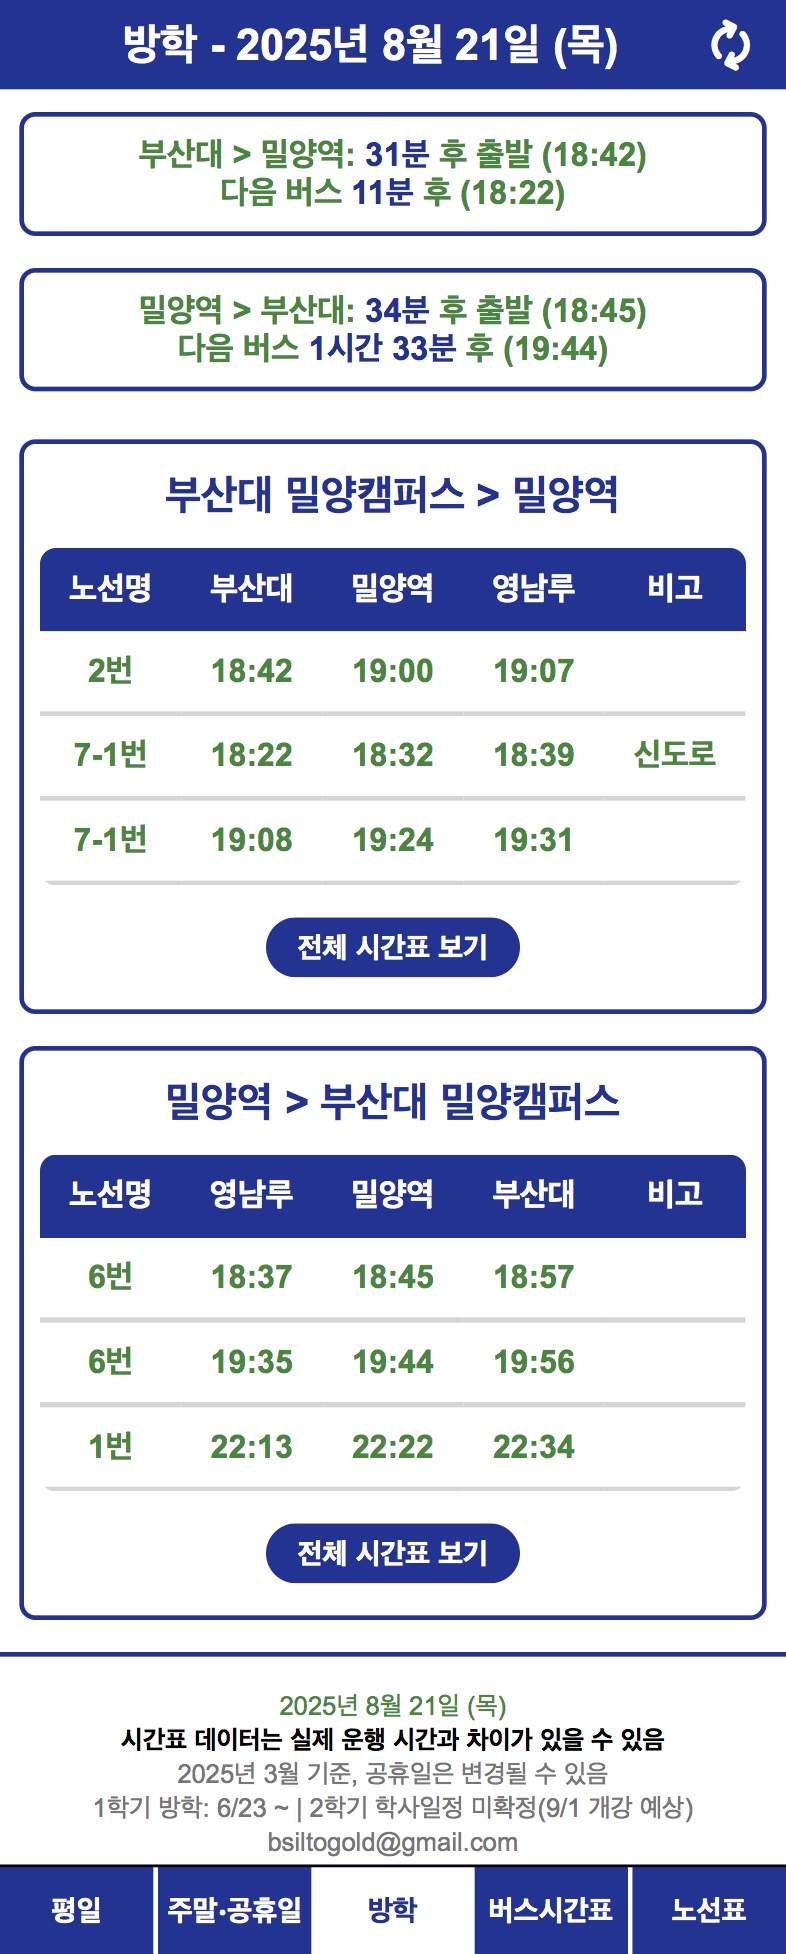 방학 - 2025년 8월 21일 (목)
부산대 > 밀양역: 31분 후 출발 (18:42)
다음 버스 11분 후 (18:22)
밀양역 > 부산대: 34분 후 출발 (18:45)
다음 버스 1시간 33분 후 (19:44)
부산대 밀양캠퍼스 > 밀양역
노선명 부산대 밀양역 영남루 비고
2번 18:42 19:00 19:07
7-1번 18:22 18:32 18:39 신도로
7-1번 19:08 19:24 19:31
전체 시간표 보기
밀양역 > 부산대 밀양캠퍼스
노선명 영남루 밀양역 부산대 비고
6번 18:37 18:45 18:57
6번 19:35 19:44 19:56
1번 22:13 22:22 22:34
전체 시간표 보기
2025년 8월 21일 (목)
시간표 데이터는 실제 운행 시간과 차이가 있을 수 있음
2025년 3월 기준, 공휴일은 변경될 수 있음
1학기 방학: 6/23 ~ | 2학기 학사일정 미확정(9/1 개강 예상)
bsiltogold@gmail.com
평일 주말·공휴일 방학 버스시간표 노선표